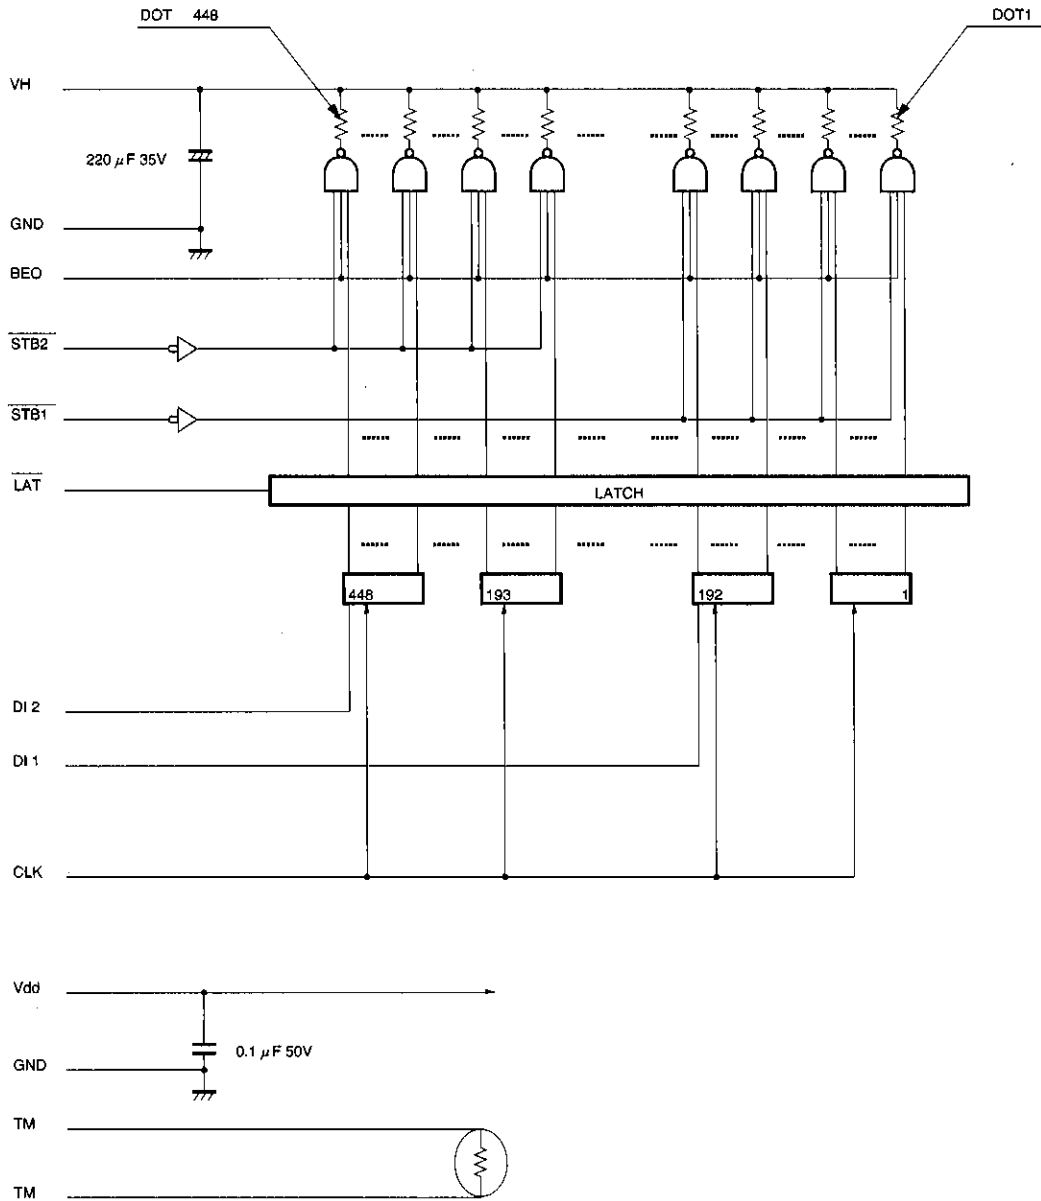 DOT 448
DOT1
VH
220 μF 35V
GND
BEO
STB2
STB1
LAT
LATCH
448
193
192
1
DI 2
DI 1
CLK
Vdd
0.1 μF 50V
GND
TM
TM